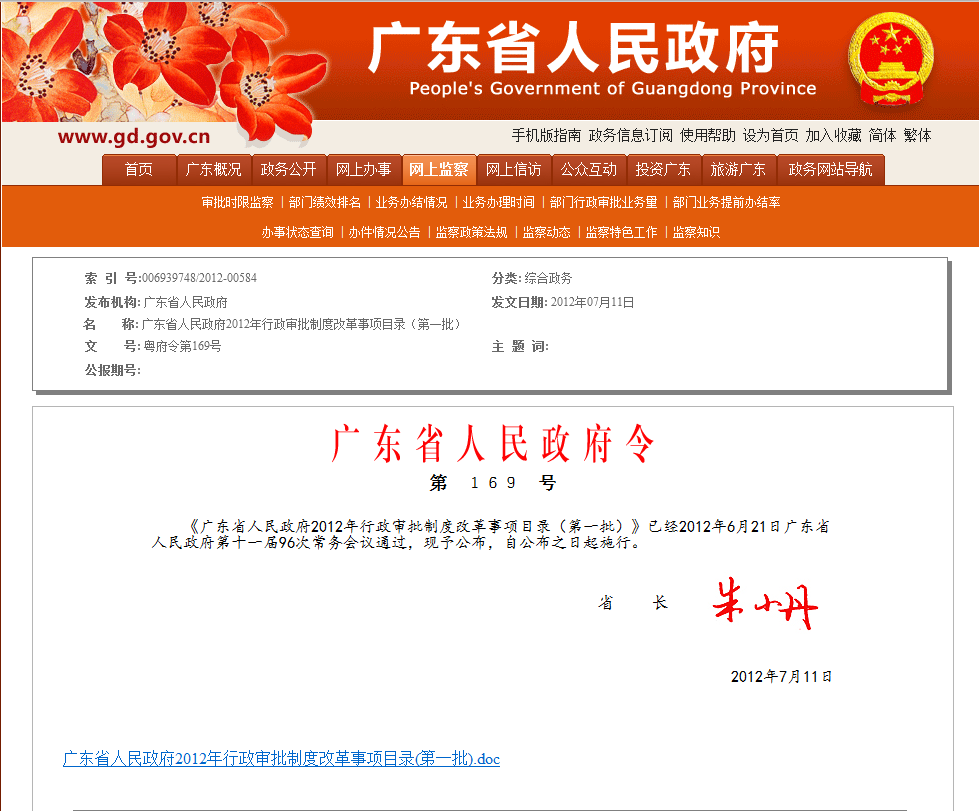 广东省人民政府
People's Government of Guangdong Province
www.gd.gov.cn
手机版指南 政务信息订阅 使用帮助 设为首页 加入收藏 简体 繁体
首页 广东概况 政务公开 网上办事 网上监察 网上信访 公众互动 投资广东 旅游广东 政务网站导航
审批时限监察 | 部门绩效排名 | 业务办结情况 | 业务办理时间 | 部门行政审批业务量 | 部门业务提前办结率
办事状态查询 | 办件情况公告 | 监察政策法规 | 监察动态 | 监察特色工作 | 监察知识
索 引 号:006939748/2012-00584 分类: 综合政务
发布机构: 广东省人民政府 发文日期: 2012年07月11日
名 称: 广东省人民政府2012年行政审批制度改革事项目录（第一批）
文 号: 粤府令第169号 主 题 词:
公报期号:
广东省人民政府令
第 169 号
《广东省人民政府2012年行政审批制度改革事项目录（第一批）》已经2012年6月21日广东省
人民政府第十一届96次常务会议通过，现予公布，自公布之日起施行。
省 长 朱小丹
2012年7月11日
广东省人民政府2012年行政审批制度改革事项目录(第一批).doc